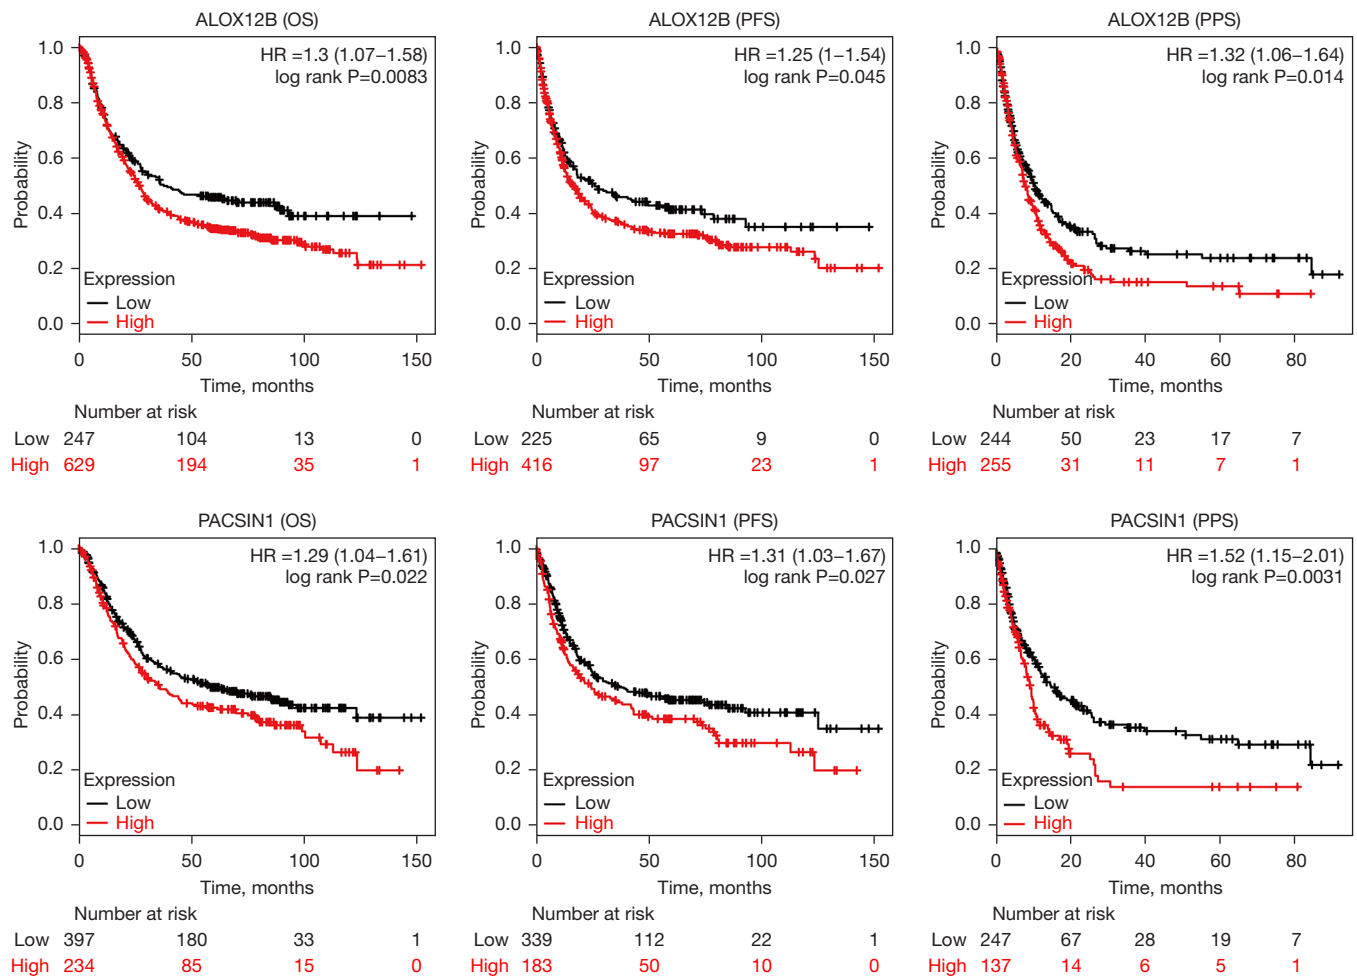 ALOX12B (OS)
HR =1.3 (1.07–1.58)
log rank P=0.0083
Probability
1.0
0.8
0.6
0.4
0.2
0.0
Expression
Low
High
0 50 100 150
Time, months
Number at risk
Low 247 104 13 0
High 629 194 35 1
ALOX12B (PFS)
HR =1.25 (1–1.54)
log rank P=0.045
Probability
1.0
0.8
0.6
0.4
0.2
0.0
Expression
Low
High
0 50 100 150
Time, months
Number at risk
Low 225 65 9 0
High 416 97 23 1
ALOX12B (PPS)
HR =1.32 (1.06–1.64)
log rank P=0.014
Probability
1.0
0.8
0.6
0.4
0.2
0.0
Expression
Low
High
0 20 40 60 80
Time, months
Number at risk
Low 244 50 23 17 7
High 255 31 11 7 1
PACSIN1 (OS)
HR =1.29 (1.04–1.61)
log rank P=0.022
Probability
1.0
0.8
0.6
0.4
0.2
0.0
Expression
Low
High
0 50 100 150
Time, months
Number at risk
Low 397 180 33 1
High 234 85 15 0
PACSIN1 (PFS)
HR =1.31 (1.03–1.67)
log rank P=0.027
Probability
1.0
0.8
0.6
0.4
0.2
0.0
Expression
Low
High
0 50 100 150
Time, months
Number at risk
Low 339 112 22 1
High 183 50 10 0
PACSIN1 (PPS)
HR =1.52 (1.15–2.01)
log rank P=0.0031
Probability
1.0
0.8
0.6
0.4
0.2
0.0
Expression
Low
High
0 20 40 60 80
Time, months
Number at risk
Low 247 67 28 19 7
High 137 14 6 5 1